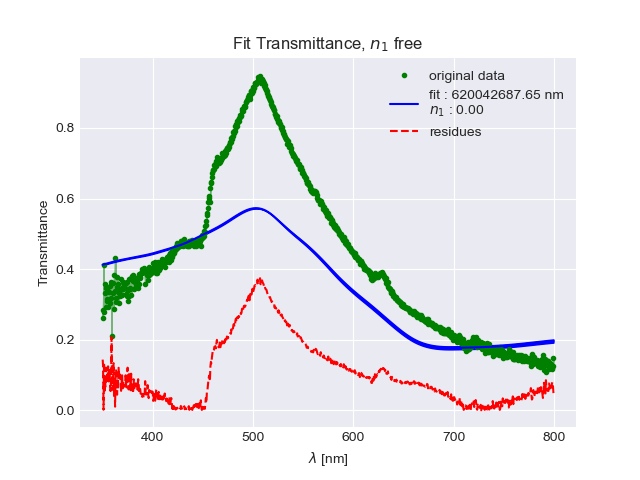 Fit Transmittance, n₁ free
original data
fit : 620042687.65 nm
n₁ : 0.00
residues
Transmittance
0.8
0.6
0.4
0.2
0.0
400 500 600 700 800
λ [nm]